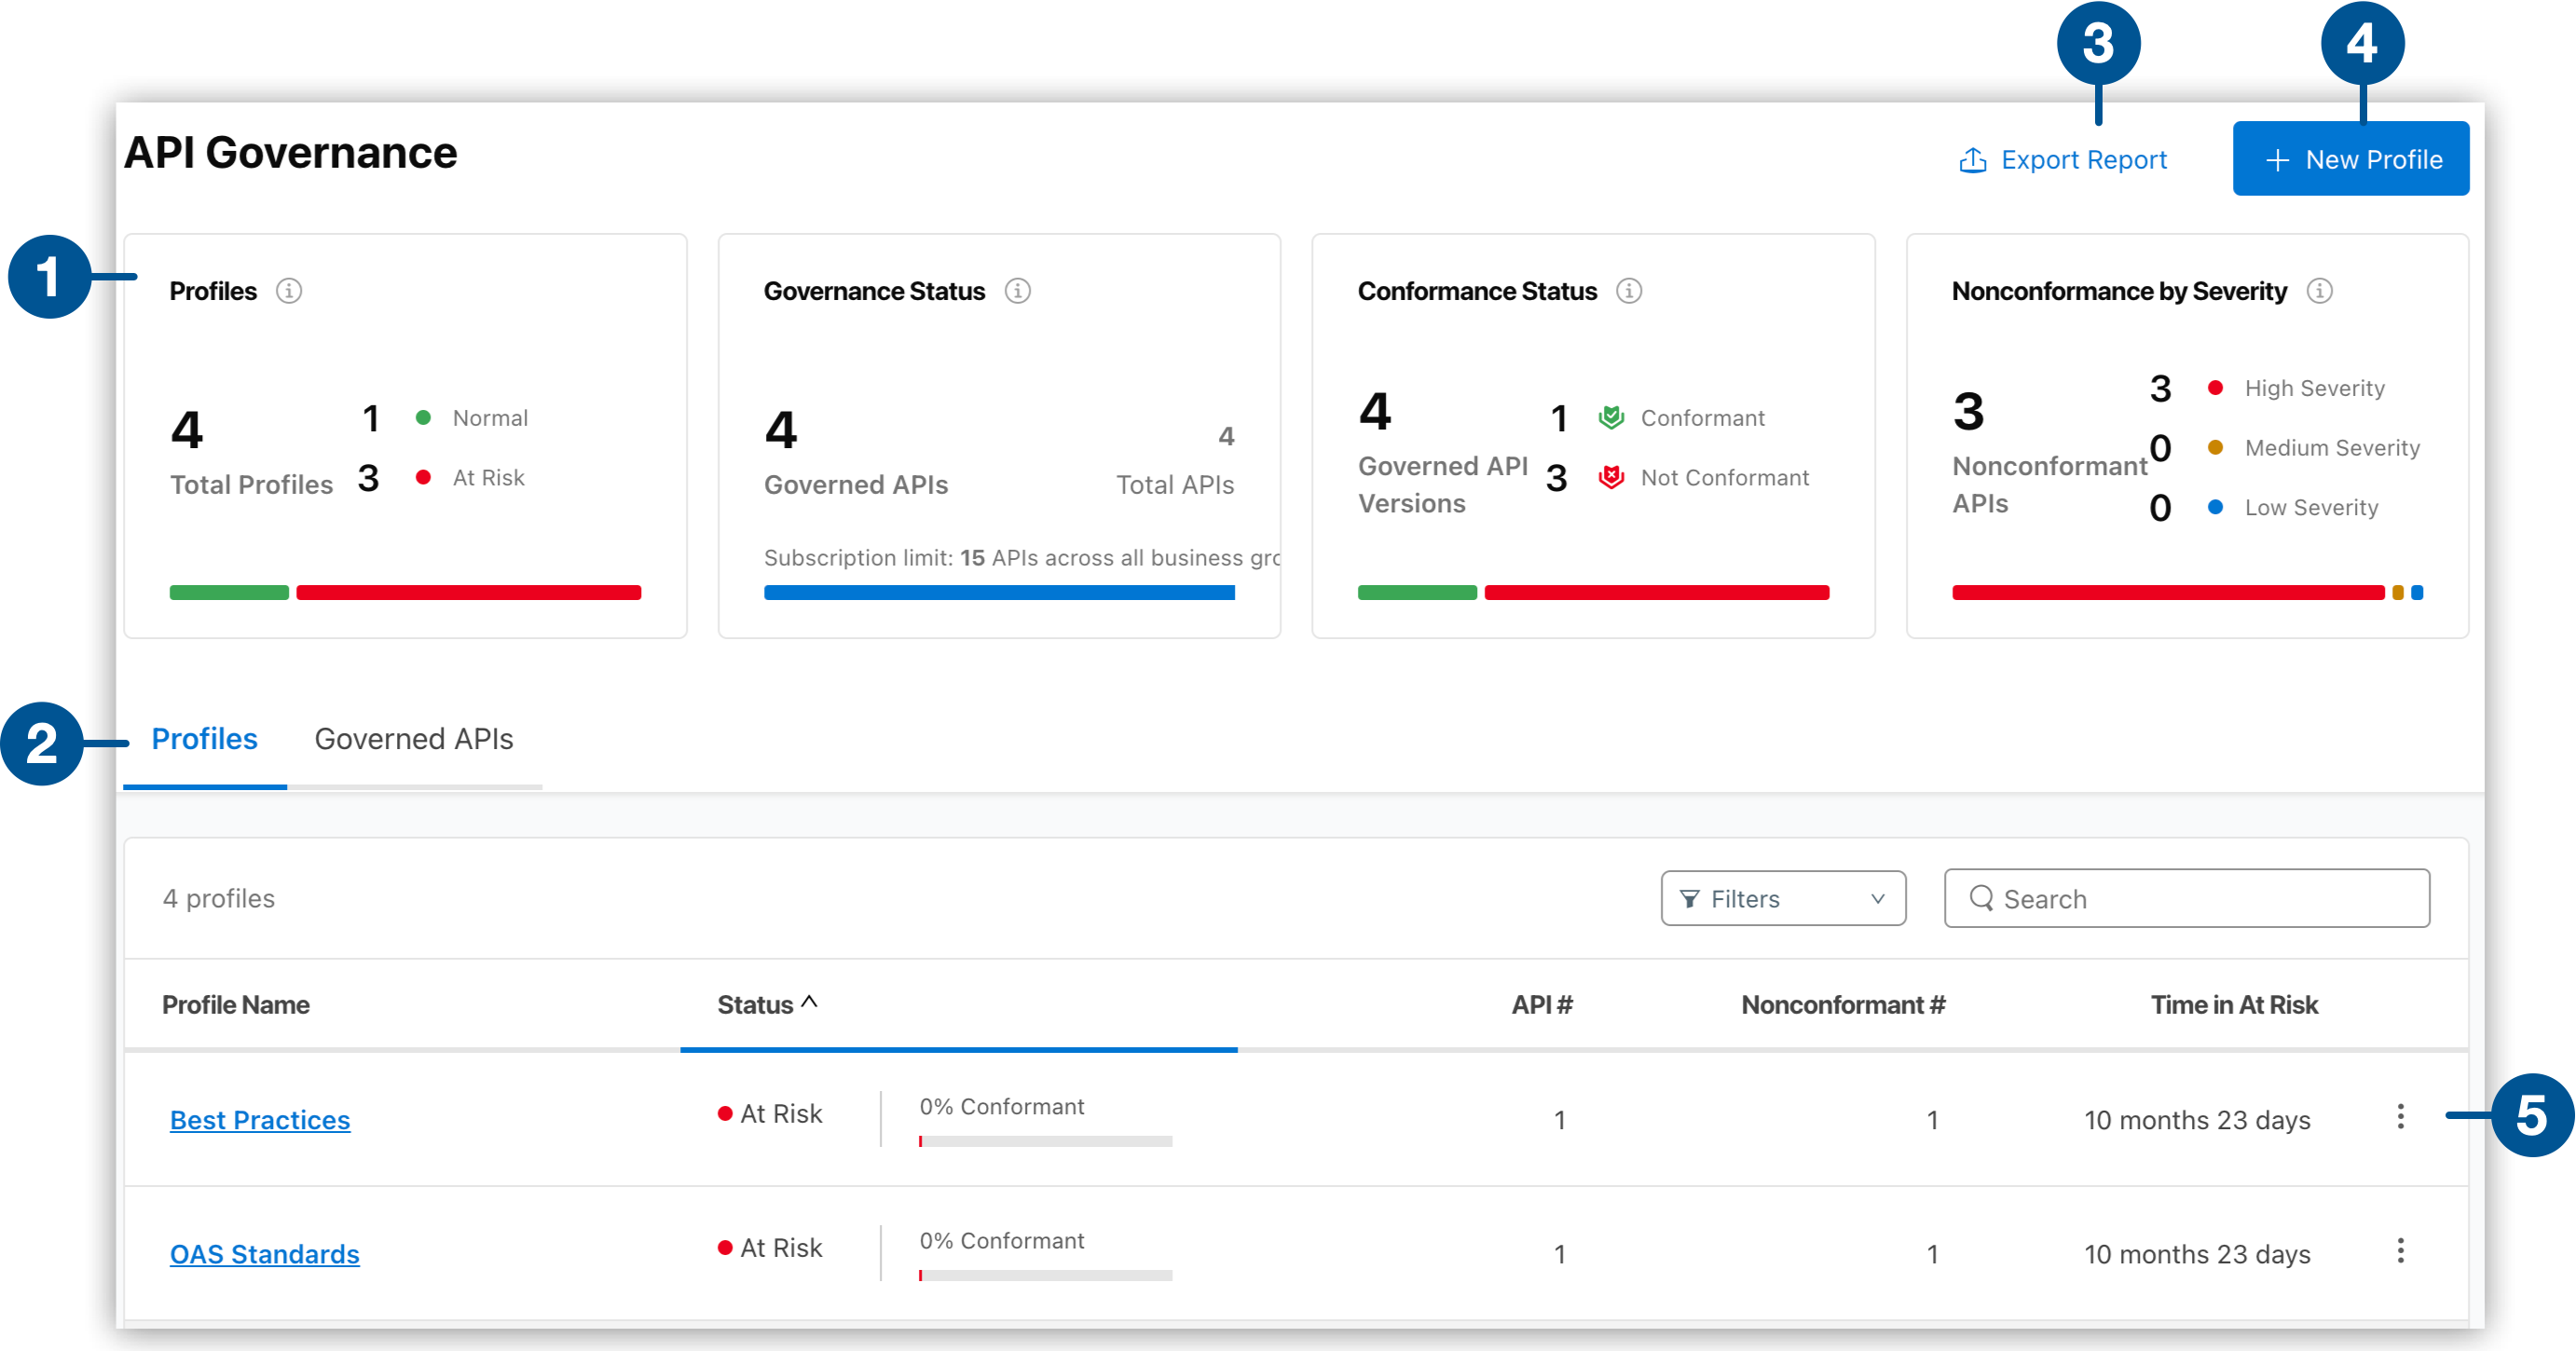 3
4
API Governance
Export Report
New Profile
1
Profiles
4
Total Profiles
1 Normal
3 At Risk
Governance Status
4
Governed APIs
4
Total APIs
Subscription limit: 15 APIs across all business
Conformance Status
4
Governed API
Versions
1 Conformant
3 Not Conformant
Nonconformance by Severity
3
Nonconformant
APIs
3 High Severity
0 Medium Severity
0 Low Severity
2
Profiles Governed APIs
4 profiles
Filters
Search
Profile Name Status API # Nonconformant # Time in At Risk
Best Practices At Risk 0% Conformant 1 1 10 months 23 days
5
OAS Standards At Risk 0% Conformant 1 1 10 months 23 days